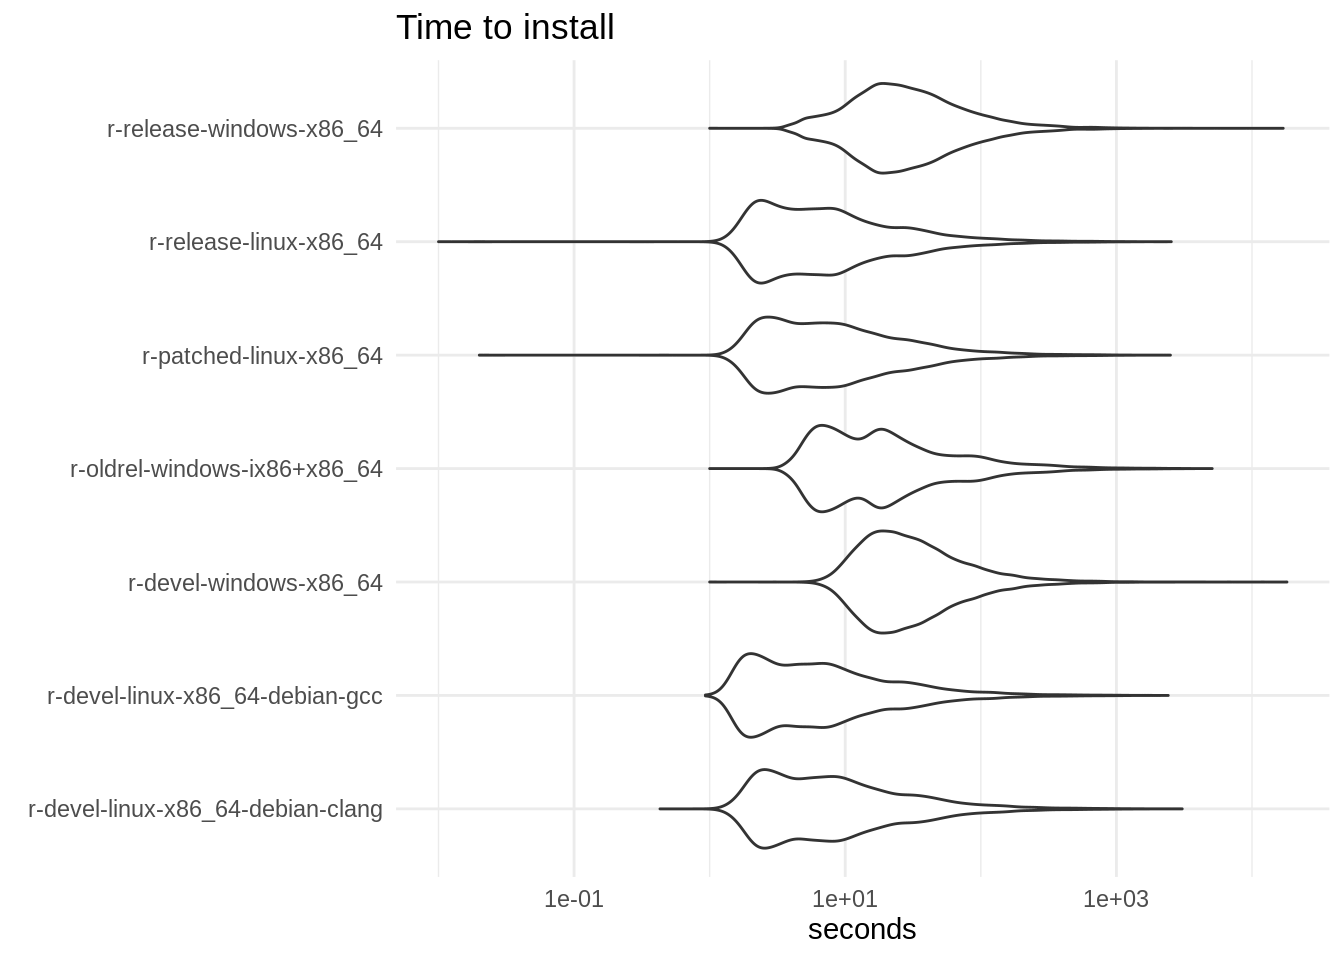 Time to install
r-release-windows-x86_64
r-release-linux-x86_64
r-patched-linux-x86_64
r-oldrel-windows-ix86+x86_64
r-devel-windows-x86_64
r-devel-linux-x86_64-debian-gcc
r-devel-linux-x86_64-debian-clang
1e-01 1e+01 1e+03
seconds